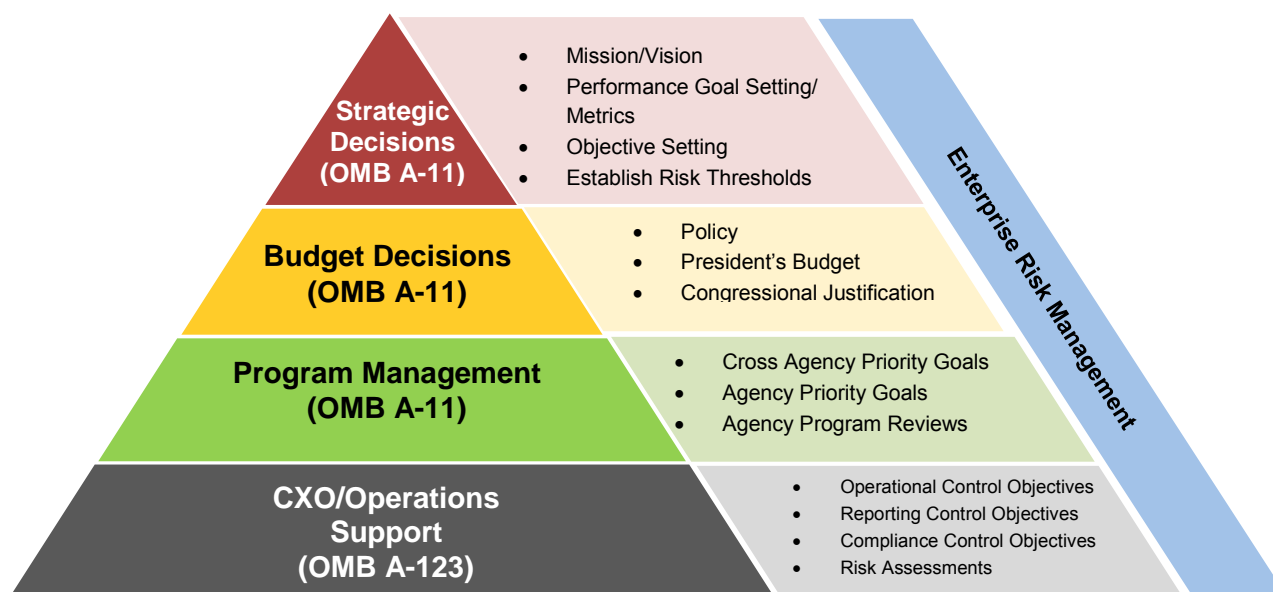 Strategic
Decisions
(OMB A-11)
• Mission/Vision
• Performance Goal Setting/
Metrics
• Objective Setting
• Establish Risk Thresholds
Budget Decisions
(OMB A-11)
• Policy
• President’s Budget
• Congressional Justification
Program Management
(OMB A-11)
• Cross Agency Priority Goals
• Agency Priority Goals
• Agency Program Reviews
CXO/Operations
Support
(OMB A-123)
• Operational Control Objectives
• Reporting Control Objectives
• Compliance Control Objectives
• Risk Assessments
Enterprise Risk Management